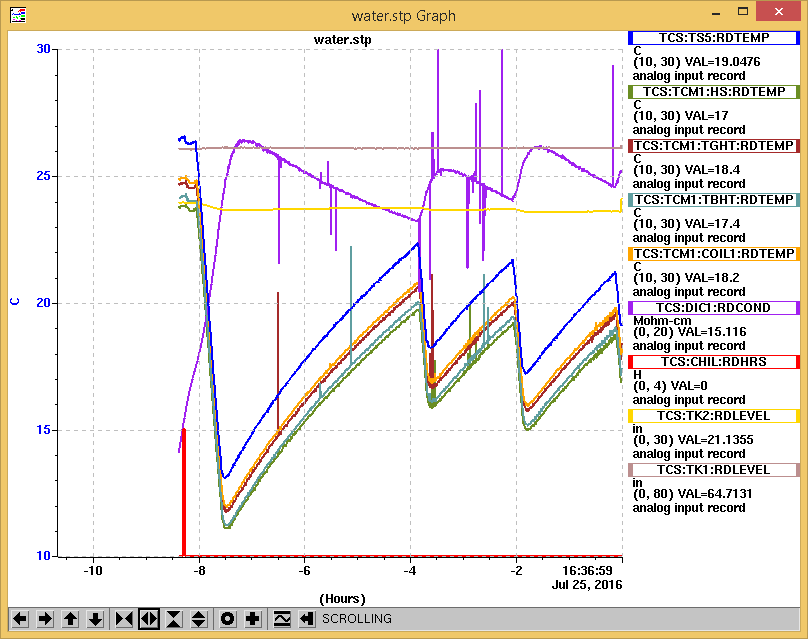 water.stp Graph
water.stp
30
25
20
15
10
C
-10
-8
-6
-4
-2
16:36:59
Jul 25, 2016
(Hours)
TCS:TS5:RDTEMP
C
(10, 30) VAL=19.0476
analog input record
TCS:TCM1:HS:RDTEMP
C
(10, 30) VAL=17
analog input record
TCS:TCM1:TGHT:RDTEMP
C
(10, 30) VAL=18.4
analog input record
TCS:TCM1:TBHT:RDTEMP
C
(10, 30) VAL=17.4
analog input record
TCS:TCM1:COIL1:RDTEMP
C
(10, 30) VAL=18.2
analog input record
TCS:DIC1:RDCOND
Mohm-cm
(0, 20) VAL=15.116
analog input record
TCS:CHIL:RDHRS
H
(0, 4) VAL=0
analog input record
TCS:TK2:RDLEVEL
in
(0, 30) VAL=21.1355
analog input record
TCS:TK1:RDLEVEL
in
(0, 80) VAL=64.7131
analog input record
SCROLLING